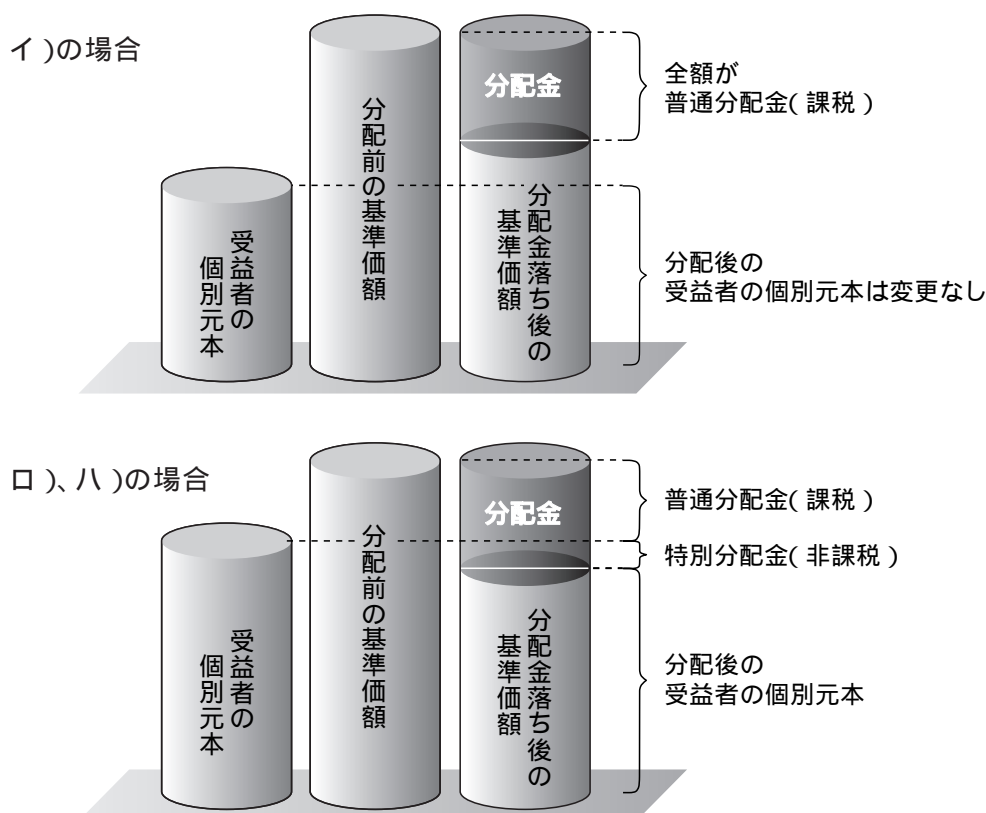 イ)の場合
受益者の
個別元本
分配前の基準価額
分配金
分配金落ち後の
基準価額
全額が
普通分配金(課税)
分配後の
受益者の個別元本は変更なし
ロ)、ハ)の場合
受益者の
個別元本
分配前の基準価額
分配金
分配金落ち後の
基準価額
普通分配金(課税)
特別分配金(非課税)
分配後の
受益者の個別元本